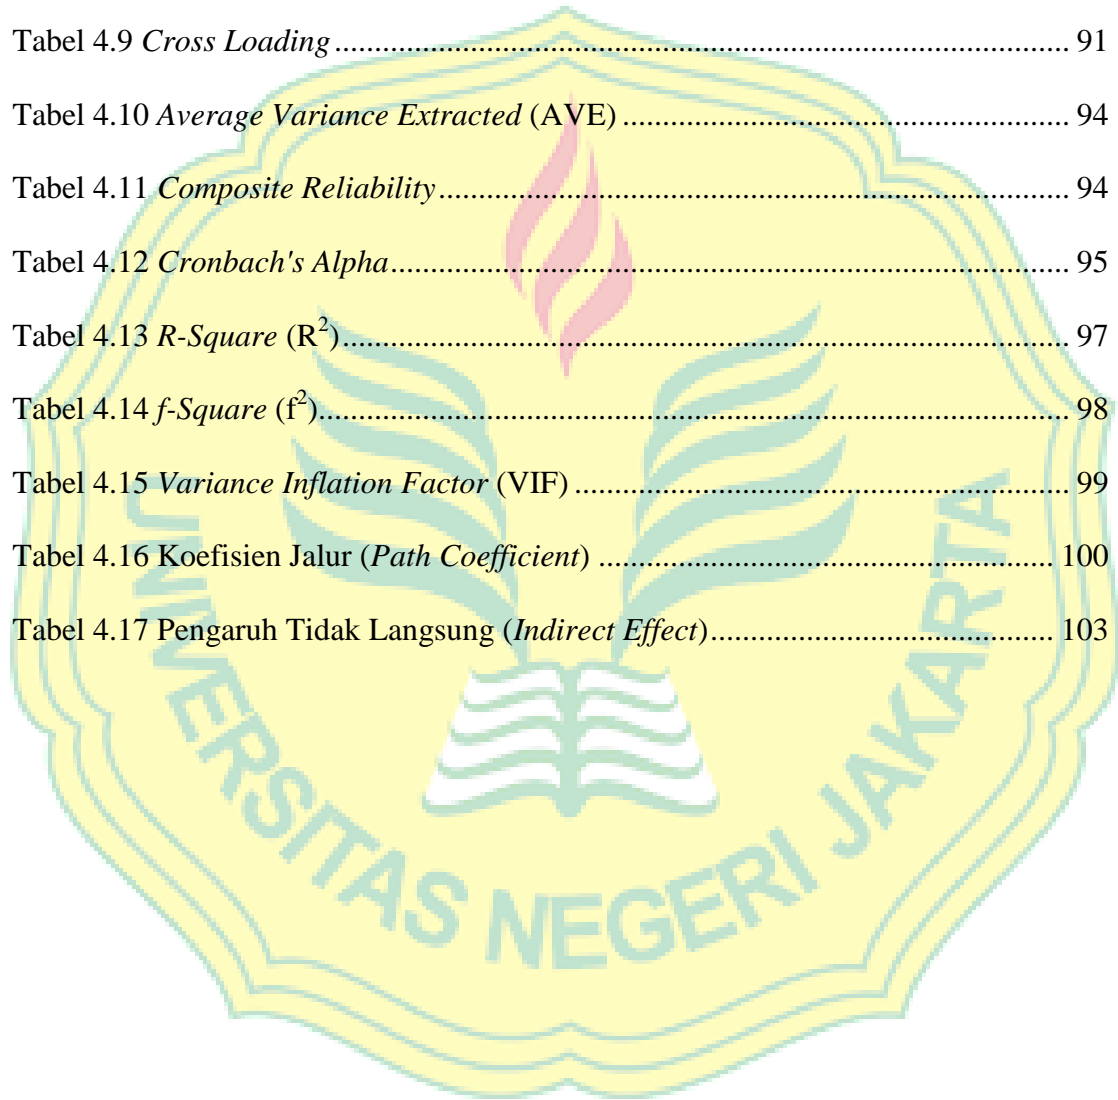 Tabel 4.9 Cross Loading.......................................................................................... 91
Tabel 4.10 Average Variance Extracted (AVE) ....................................................... 94
Tabel 4.11 Composite Reliability............................................................................. 94
Tabel 4.12 Cronbach's Alpha................................................................................... 95
Tabel 4.13 R-Square (R²)......................................................................................... 97
Tabel 4.14 f-Square (f²)............................................................................................ 98
Tabel 4.15 Variance Inflation Factor (VIF) ............................................................. 99
Tabel 4.16 Koefisien Jalur (Path Coefficient) ........................................................ 100
Tabel 4.17 Pengaruh Tidak Langsung (Indirect Effect).......................................... 103
UNIVERSITAS NEGERI JAKARTA